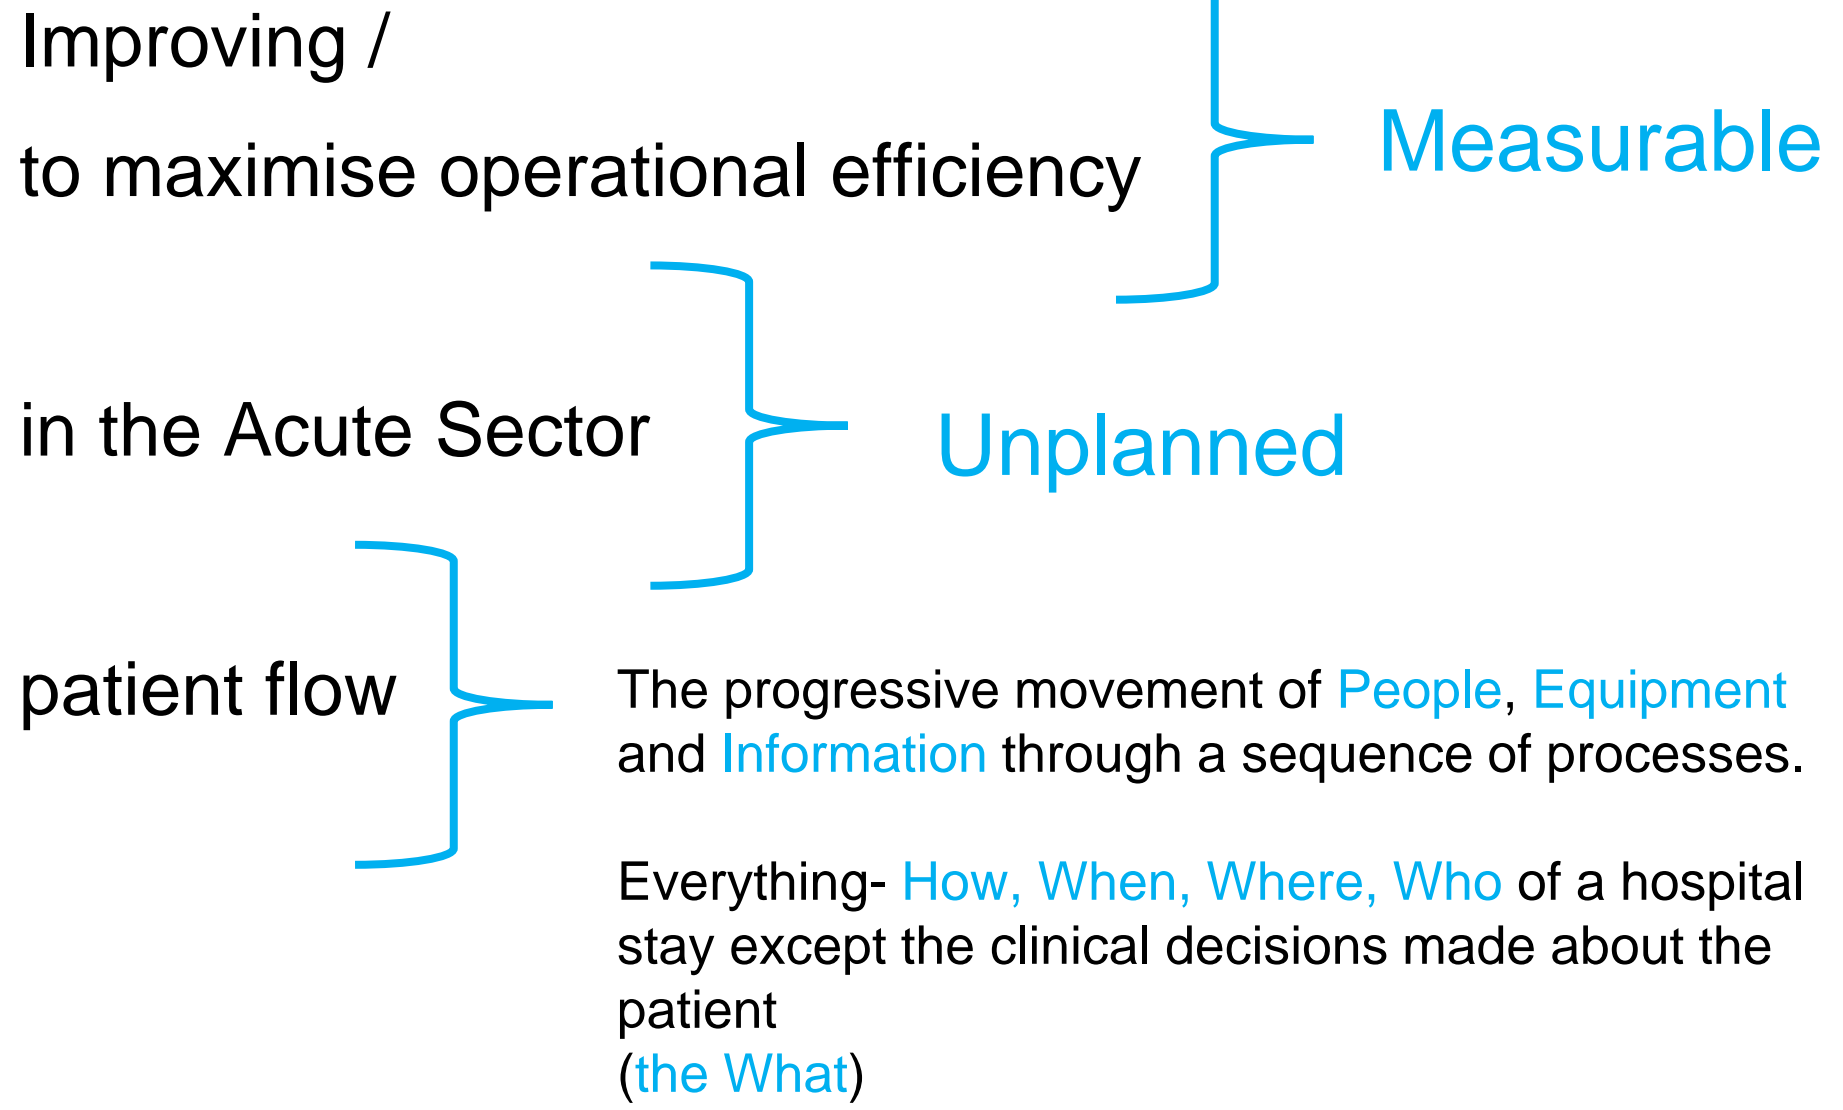 Improving /
to maximise operational efficiency
Measurable
in the Acute Sector
Unplanned
patient flow
The progressive movement of People, Equipment
and Information through a sequence of processes.
Everything- How, When, Where, Who of a hospital
stay except the clinical decisions made about the
patient
(the What)